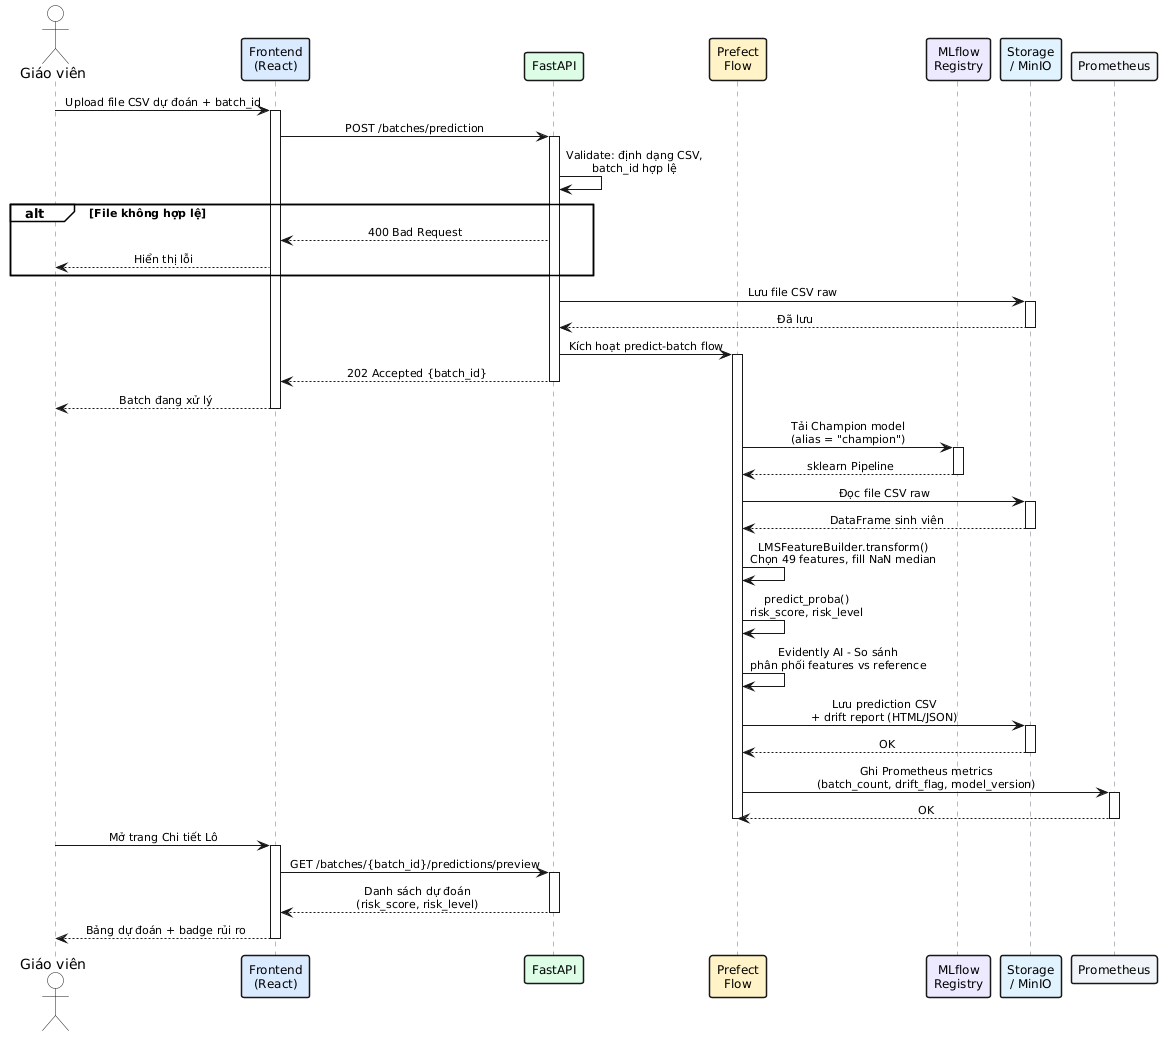 Giáo viên
Frontend
(React)
FastAPI
Prefect
Flow
MLflow
Registry
Storage
/ MinIO
Prometheus
Upload file CSV dự đoán + batch_id
POST /batches/prediction
Validate: định dạng CSV,
batch_id hợp lệ
alt
[File không hợp lệ]
400 Bad Request
Hiển thị lỗi
Lưu file CSV raw
Đã lưu
Kích hoạt predict-batch flow
202 Accepted {batch_id}
Batch đang xử lý
Tải Champion model
(alias = "champion")
sklearn Pipeline
Đọc file CSV raw
DataFrame sinh viên
LMSFeatureBuilder.transform()
Chọn 49 features, fill NaN median
predict_proba()
risk_score, risk_level
Evidently AI - So sánh
phân phối features vs reference
Lưu prediction CSV
+ drift report (HTML/JSON)
OK
Ghi Prometheus metrics
(batch_count, drift_flag, model_version)
OK
Mở trang Chi tiết Lô
GET /batches/{batch_id}/predictions/preview
Danh sách dự đoán
(risk_score, risk_level)
Bảng dự đoán + badge rủi ro
Giáo viên
Frontend
(React)
FastAPI
Prefect
Flow
MLflow
Registry
Storage
/ MinIO
Prometheus